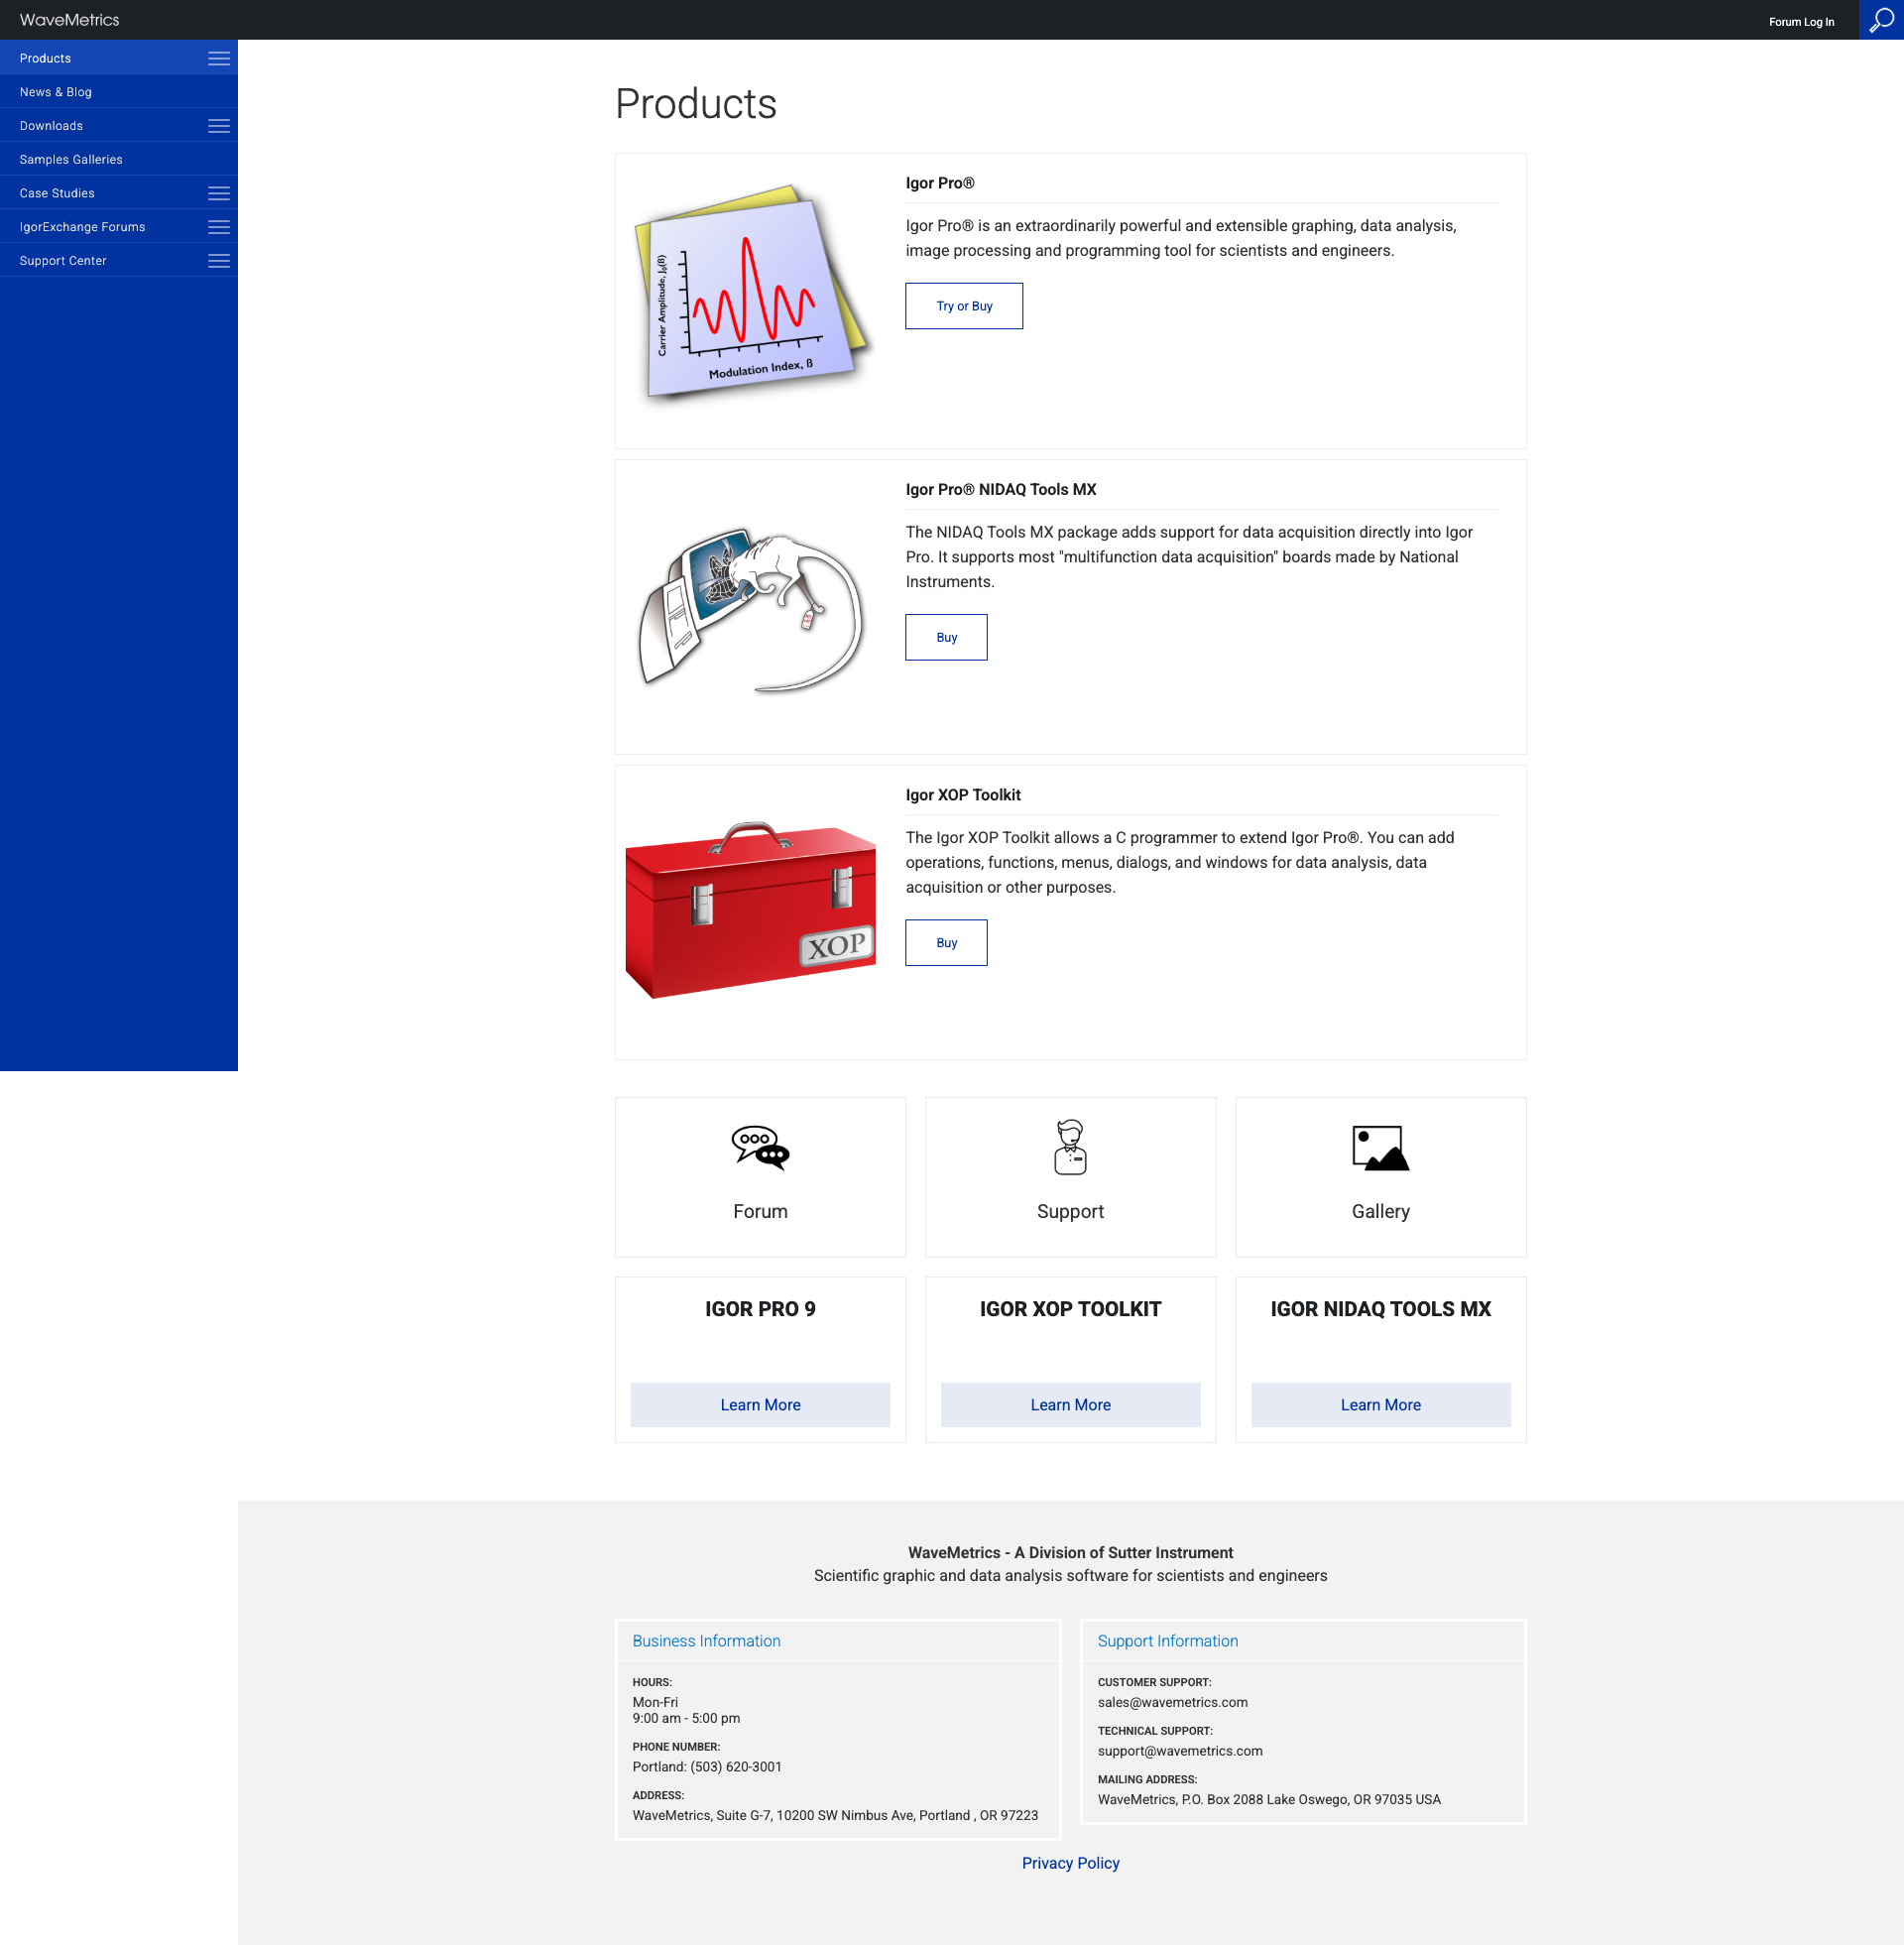 WaveMetrics
Forum Log In
Products
News & Blog
Downloads
Samples Galleries
Case Studies
IgorExchange Forums
Support Center
Products
Carrier Amplitude, J₀(ß)
Modulation Index, ß
Igor Pro®
Igor Pro® is an extraordinarily powerful and extensible graphing, data analysis,
image processing and programming tool for scientists and engineers.
Try or Buy
Igor Pro® NIDAQ Tools MX
The NIDAQ Tools MX package adds support for data acquisition directly into Igor
Pro. It supports most "multifunction data acquisition" boards made by National
Instruments.
Buy
XOP
Igor XOP Toolkit
The Igor XOP Toolkit allows a C programmer to extend Igor Pro®. You can add
operations, functions, menus, dialogs, and windows for data analysis, data
acquisition or other purposes.
Buy
Forum
Support
Gallery
IGOR PRO 9
Learn More
IGOR XOP TOOLKIT
Learn More
IGOR NIDAQ TOOLS MX
Learn More
WaveMetrics - A Division of Sutter Instrument
Scientific graphic and data analysis software for scientists and engineers
Business Information
HOURS:
Mon-Fri
9:00 am - 5:00 pm
PHONE NUMBER:
Portland: (503) 620-3001
ADDRESS:
WaveMetrics, Suite G-7, 10200 SW Nimbus Ave, Portland , OR 97223
Support Information
CUSTOMER SUPPORT:
sales@wavemetrics.com
TECHNICAL SUPPORT:
support@wavemetrics.com
MAILING ADDRESS:
WaveMetrics, P.O. Box 2088 Lake Oswego, OR 97035 USA
Privacy Policy